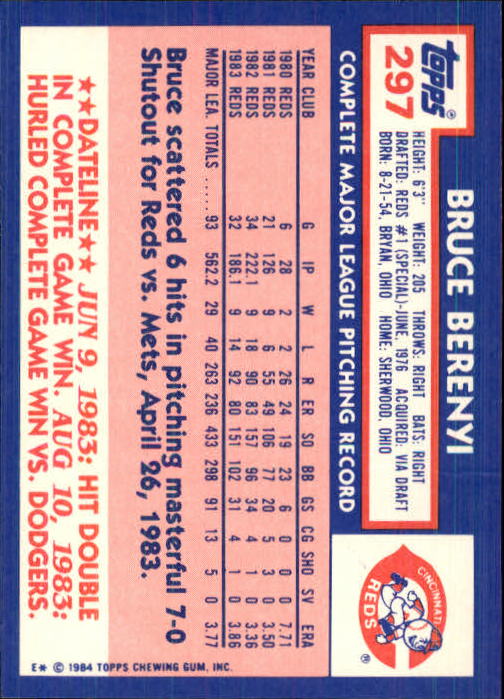 topps®
297
BRUCE BERENYI
HEIGHT: 6'3" WEIGHT: 205 THROWS: RIGHT BATS: RIGHT
DRAFTED: REDS #1 (SPECIAL)-JUNE, 1976 ACQUIRED: VIA DRAFT
BORN: 8-21-54, BRYAN, OHIO HOME: SHERWOOD, OHIO
CINCINNATI
REDS
®
COMPLETE MAJOR LEAGUE PITCHING RECORD
YEAR CLUB G IP W L R ER SO BB GS CG SHO SV ERA
1980 REDS 6 28 2 2 26 24 19 23 6 0 0 0 7.71
1981 REDS 21 126 9 6 55 49 106 77 20 5 3 0 3.50
1982 REDS 34 222.1 9 18 90 83 157 96 34 4 1 0 3.36
1983 REDS 32 186.1 9 14 92 80 151 102 31 4 1 0 3.86
MAJOR LEA. TOTALS ..... 93 562.2 29 40 263 236 433 298 91 13 5 0 3.77
Bruce scattered 6 hits in pitching masterful 7-0
Shutout for Reds vs. Mets, April 26, 1983.
★★DATELINE★★ JUN 9, 1983: HIT DOUBLE
IN COMPLETE GAME WIN. AUG 10, 1983:
HURLED COMPLETE GAME WIN VS. DODGERS.
E* © 1984 TOPPS CHEWING GUM, INC.